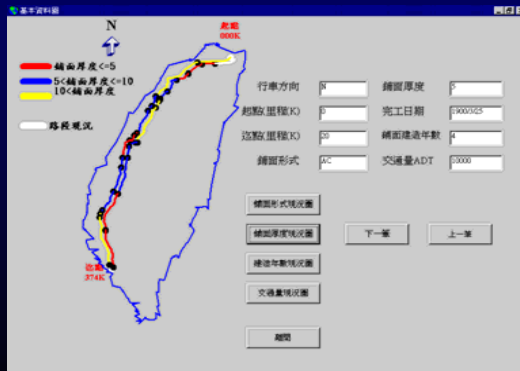 基本資料圖
N
起點
000K
鋪面厚度<=5
5<鋪面厚度<=10
10<鋪面厚度
路段現況
迄點
374K
行車方向 N 鋪面厚度 5
起點(里程(K) 0 完工日期 1900/3/25
迄點(里程(K) 20 鋪面建造年數 4
鋪面形式 AC 交通量ADT 10000
鋪面形式現況圖
鋪面厚度現況圖 下一筆 上一筆
建造年數現況圖
交通量現況圖
離開